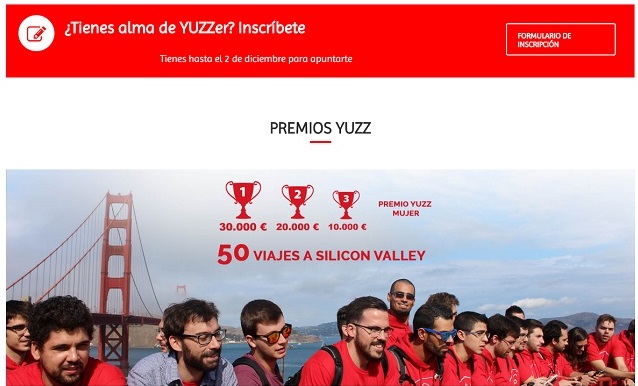 ¿Tienes alma de YUZZer? Inscríbete
Tienes hasta el 2 de diciembre para apuntarte
FORMULARIO DE
INSCRIPCIÓN
PREMIOS YUZZ
1 2 3
30.000 € 20.000 € 10.000 €
PREMIO YUZZ
MUJER
50 VIAJES A SILICON VALLEY